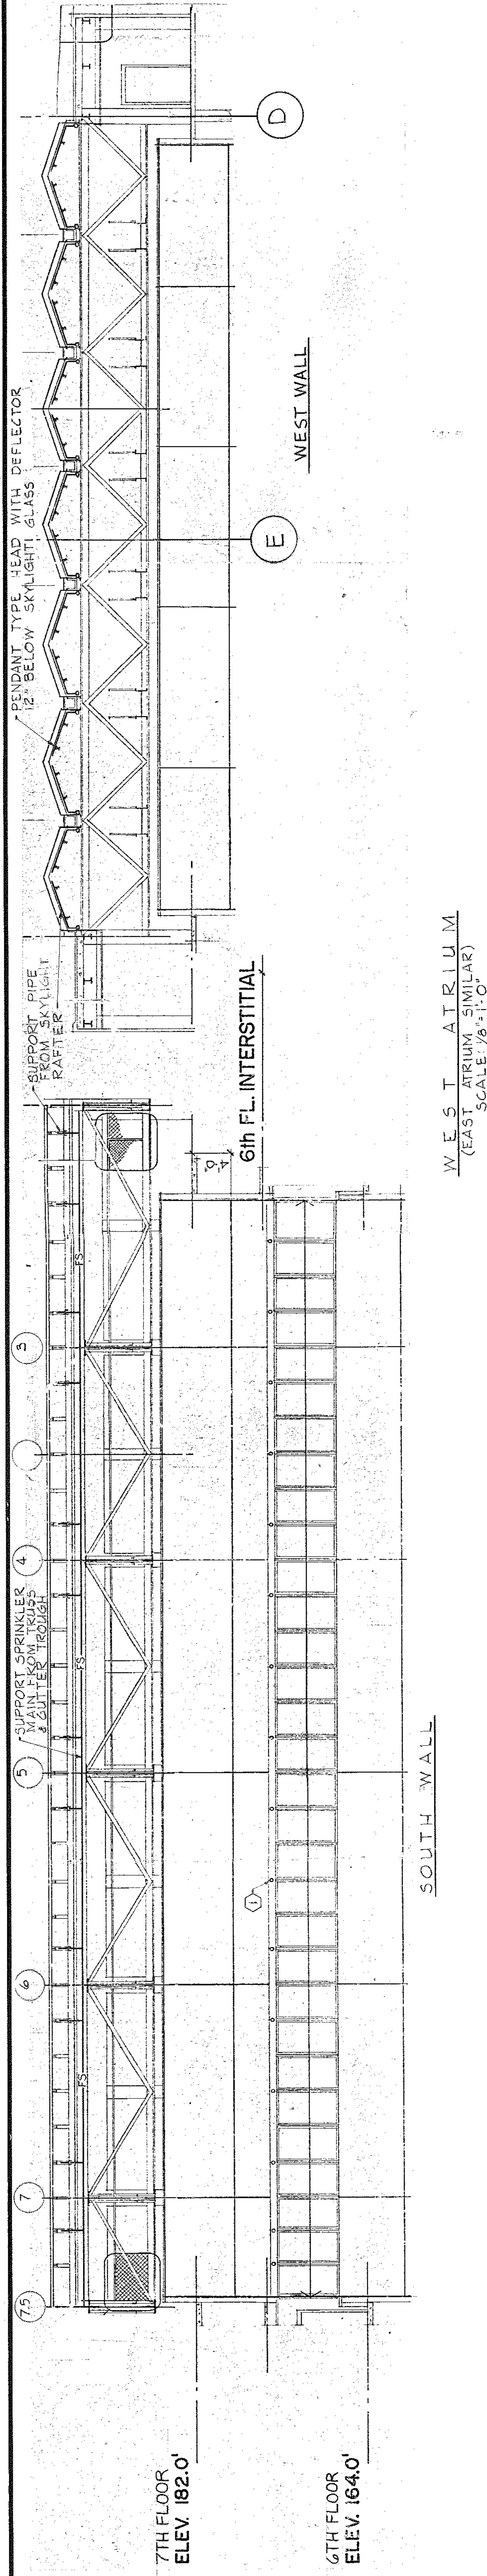 7.5
7
6
5
4
3
SUPPORT SPRINKLER
MAIN FROM TRUSS
& GUTTER TROUGH
SUPPORT PIPE
FROM SKYLIGHT
RAFTER
PENDANT TYPE HEAD WITH DEFLECTOR
12" BELOW SKYLIGHT GLASS
FS
FS
FS
7TH FLOOR
ELEV. 182.0'
6TH FLOOR
ELEV. 164.0'
1
6th FL. INTERSTITIAL
4'-0"
E
D
SOUTH WALL
WEST WALL
WEST ATRIUM
(EAST ATRIUM SIMILAR)
SCALE: 1/8"=1'-0"